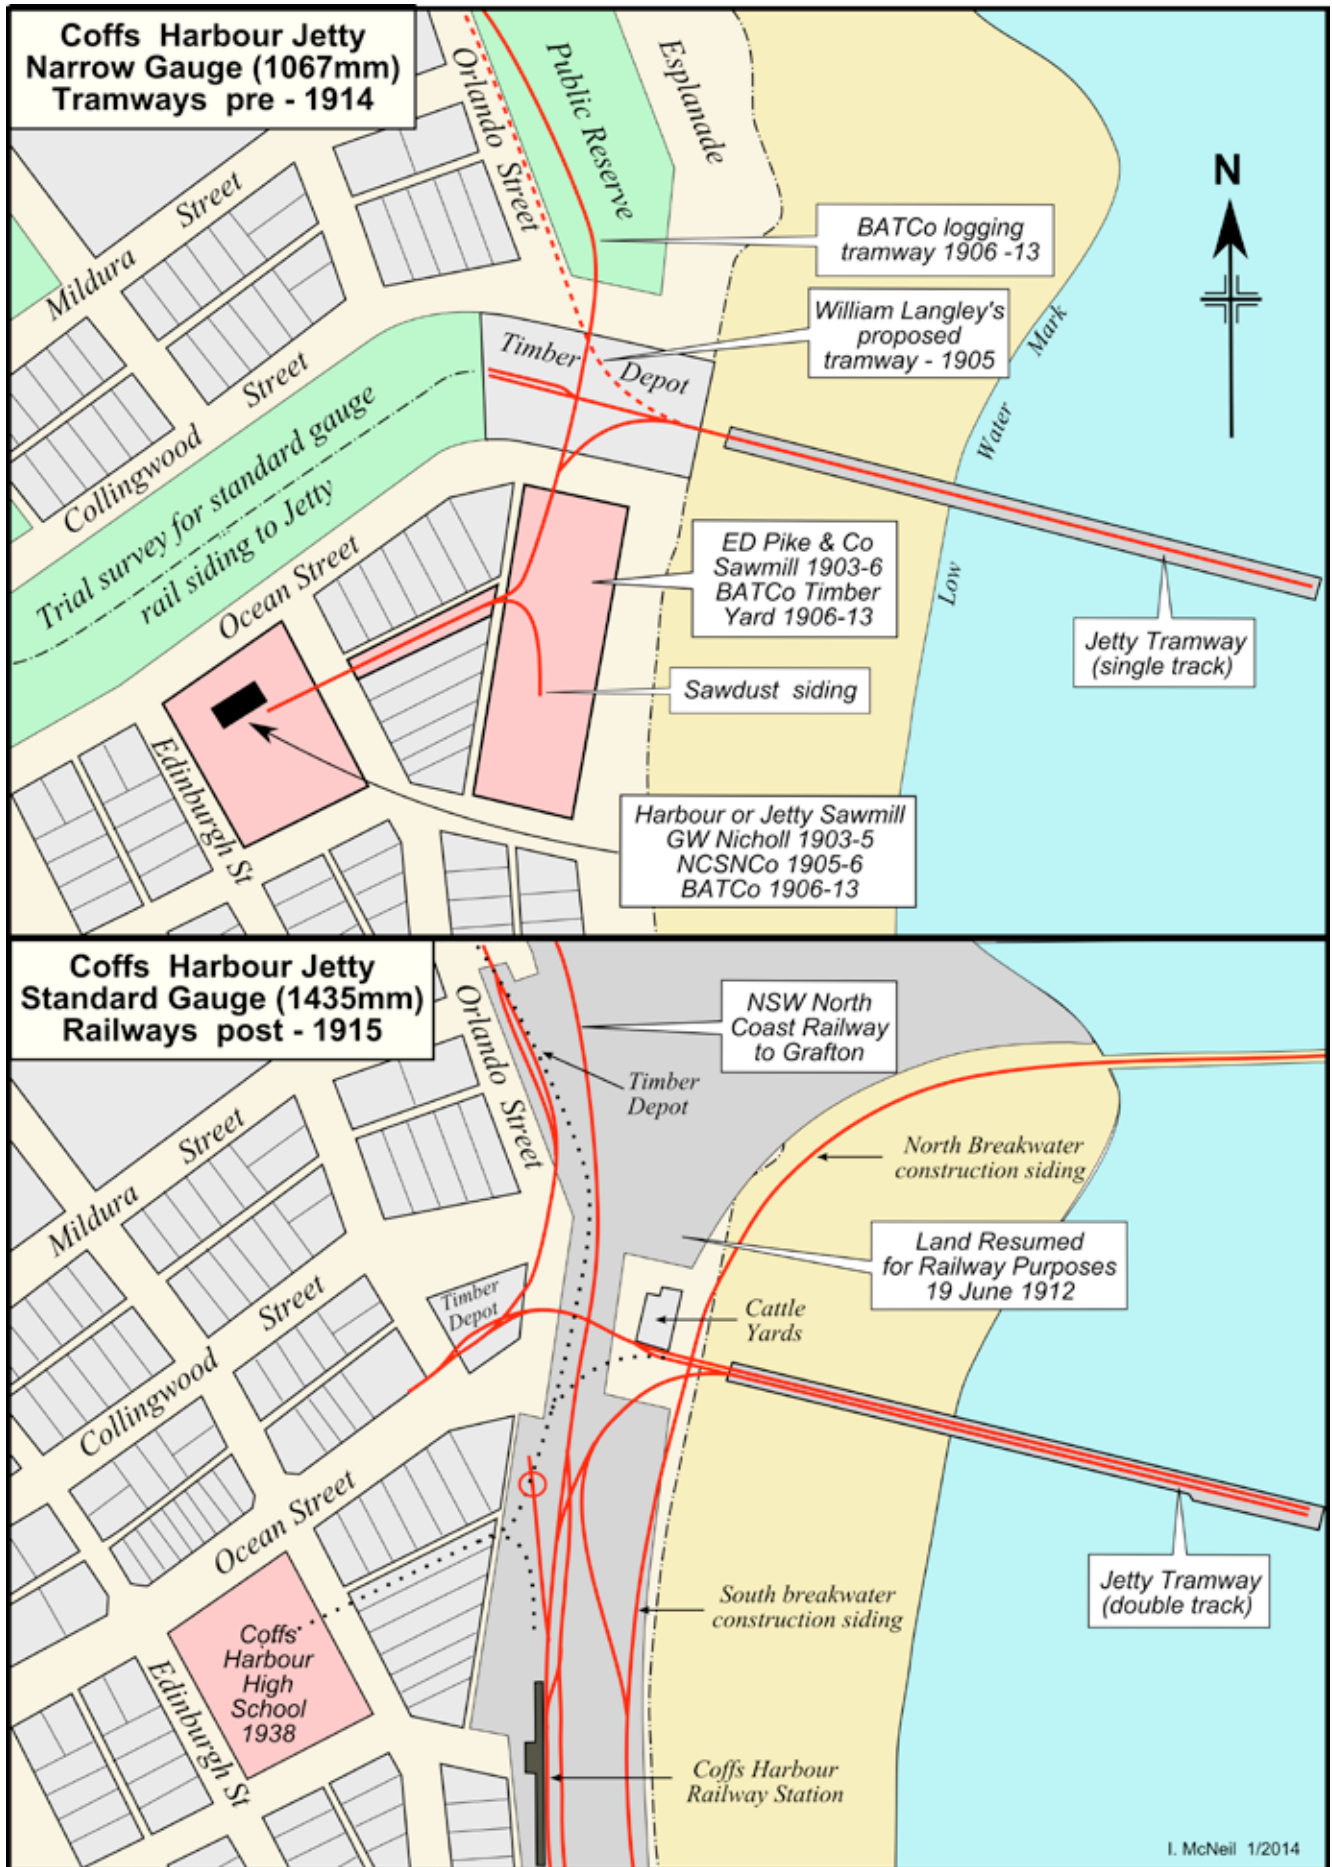 Coffs Harbour Jetty
Narrow Gauge (1067mm)
Tramways pre - 1914
Orlando Street
Public Reserve
Esplanade
N
BATCo logging
tramway 1906 -13
William Langley's
proposed
tramway - 1905
Mildura Street
Collingwood Street
Timber Depot
Low Water Mark
Trial survey for standard gauge
rail siding to Jetty
Ocean Street
ED Pike & Co
Sawmill 1903-6
BATCo Timber
Yard 1906-13
Jetty Tramway
(single track)
Sawdust siding
Edinburgh St
Harbour or Jetty Sawmill
GW Nicholl 1903-5
NCSNCo 1905-6
BATCo 1906-13
Coffs Harbour Jetty
Standard Gauge (1435mm)
Railways post - 1915
Orlando Street
NSW North
Coast Railway
to Grafton
Timber
Depot
North Breakwater
construction siding
Mildura Street
Land Resumed
for Railway Purposes
19 June 1912
Timber
Depot
Cattle
Yards
Collingwood Street
Ocean Street
Jetty Tramway
(double track)
South breakwater
construction siding
Coffs
Harbour
High
School
1938
Edinburgh St
Coffs Harbour
Railway Station
I. McNeil 1/2014